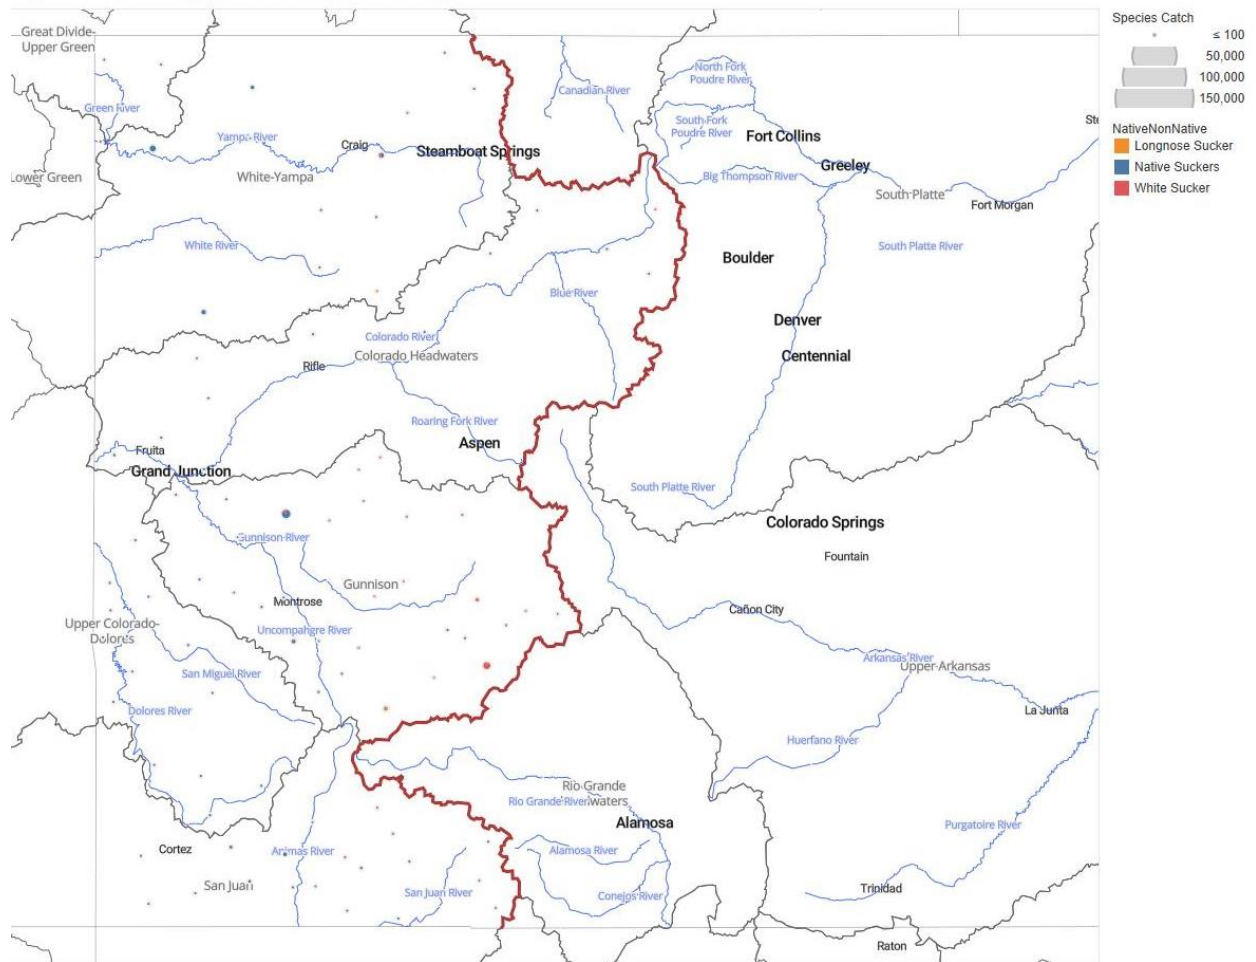 Great Divide-
Upper Green
Green River
Yampa River
Craig
Steamboat Springs
White-Yampa
Lower Green
White River
Canadian River
North Fork
Poudre River
South Fork
Poudre River
Fort Collins
Greeley
Big Thompson River
South Platte
Fort Morgan
Ste
South Platte River
Boulder
Blue River
Denver
Centennial
Colorado River
Colorado Headwaters
Rifle
Roaring Fork River
Aspen
Fruita
Grand Junction
South Platte River
Colorado Springs
Fountain
Gunnison River
Gunnison
Montrose
Cañon City
Upper Colorado-
Dolores
Uncompahgre River
San Miguel River
Arkansas River
Upper Arkansas
Dolores River
La Junta
Huerfano River
Rio Grande
Rio Grande River
waters
Alamosa
Purgatoire River
Cortez
Animas River
Alamosa River
San Juan
San Juan River
Conejos River
Trinidad
Raton
Species Catch
≤ 100
50,000
100,000
150,000
NativeNonNative
Longnose Sucker
Native Suckers
White Sucker